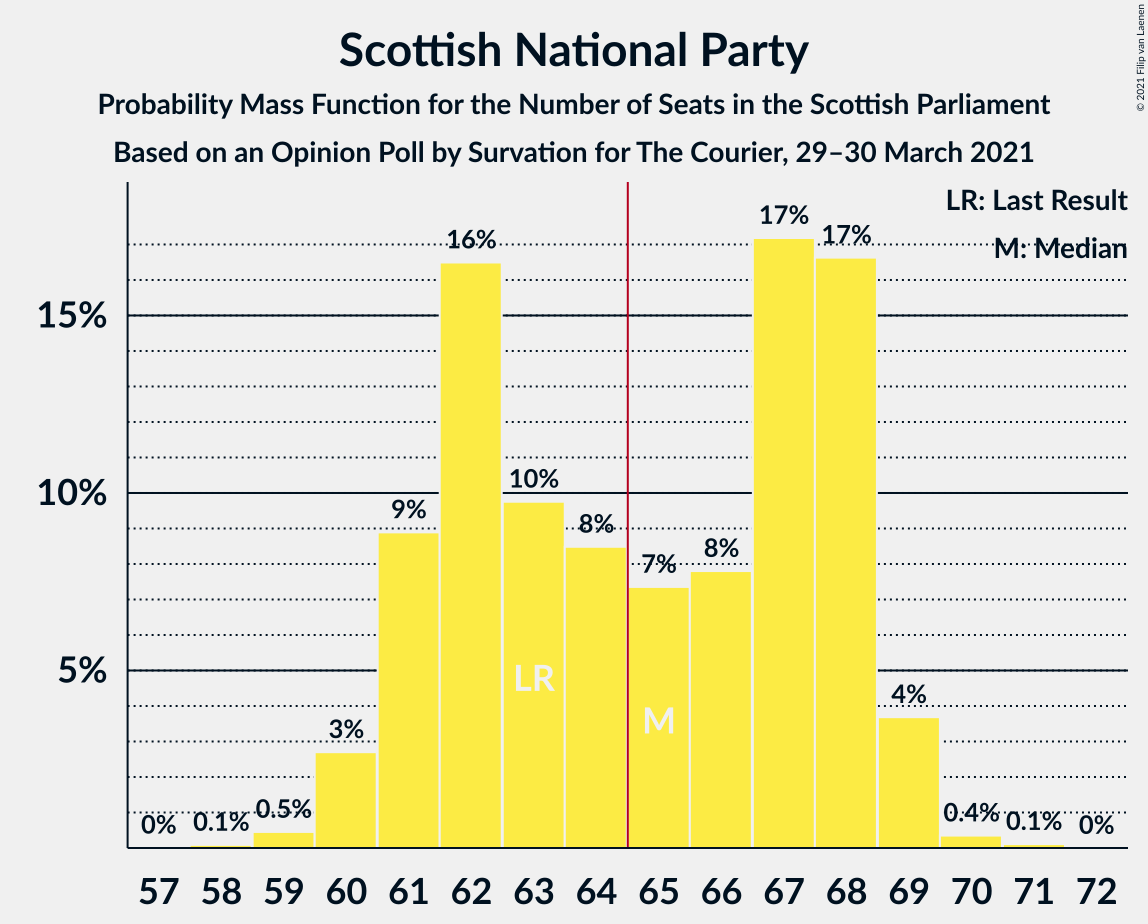 Scottish National Party
Probability Mass Function for the Number of Seats in the Scottish Parliament
Based on an Opinion Poll by Survation for The Courier, 29–30 March 2021
© 2021 Filip van Laenen
LR: Last Result
M: Median
15%
10%
5%
0%
0.1%
0.5%
3%
9%
16%
10%
8%
7%
8%
17%
17%
4%
0.4%
0.1%
0%
LR
M
57 58 59 60 61 62 63 64 65 66 67 68 69 70 71 72